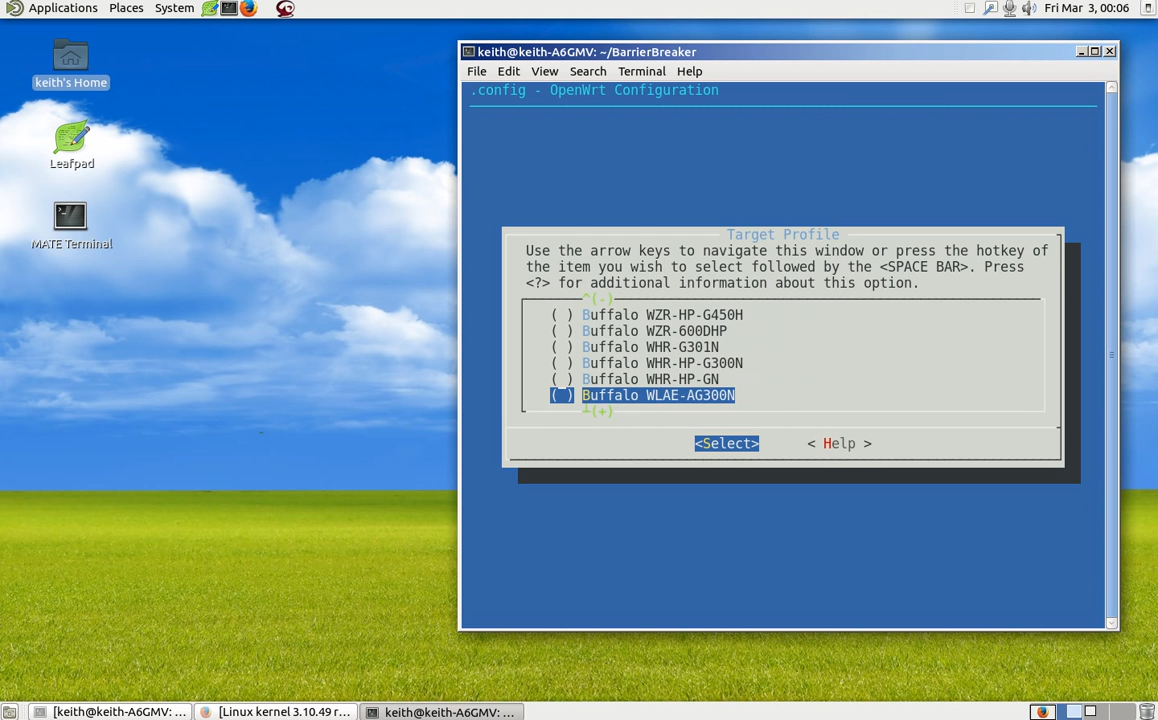 Applications Places System
Fri Mar 3, 00:06
keith's Home
Leafpad
MATE Terminal
keith@keith-A6GMV: ~/BarrierBreaker
File Edit View Search Terminal Help
.config - OpenWrt Configuration
Target Profile
Use the arrow keys to navigate this window or press the hotkey of
the item you wish to select followed by the <SPACE BAR>. Press
<?> for additional information about this option.
^(-)
( ) Buffalo WZR-HP-G450H
( ) Buffalo WZR-600DHP
( ) Buffalo WHR-G301N
( ) Buffalo WHR-HP-G300N
( ) Buffalo WHR-HP-GN
( ) Buffalo WLAE-AG300N
┴(+)
<Select> < Help >
[keith@keith-A6GMV: ~/... [Linux kernel 3.10.49 r... keith@keith-A6GMV: ~/...